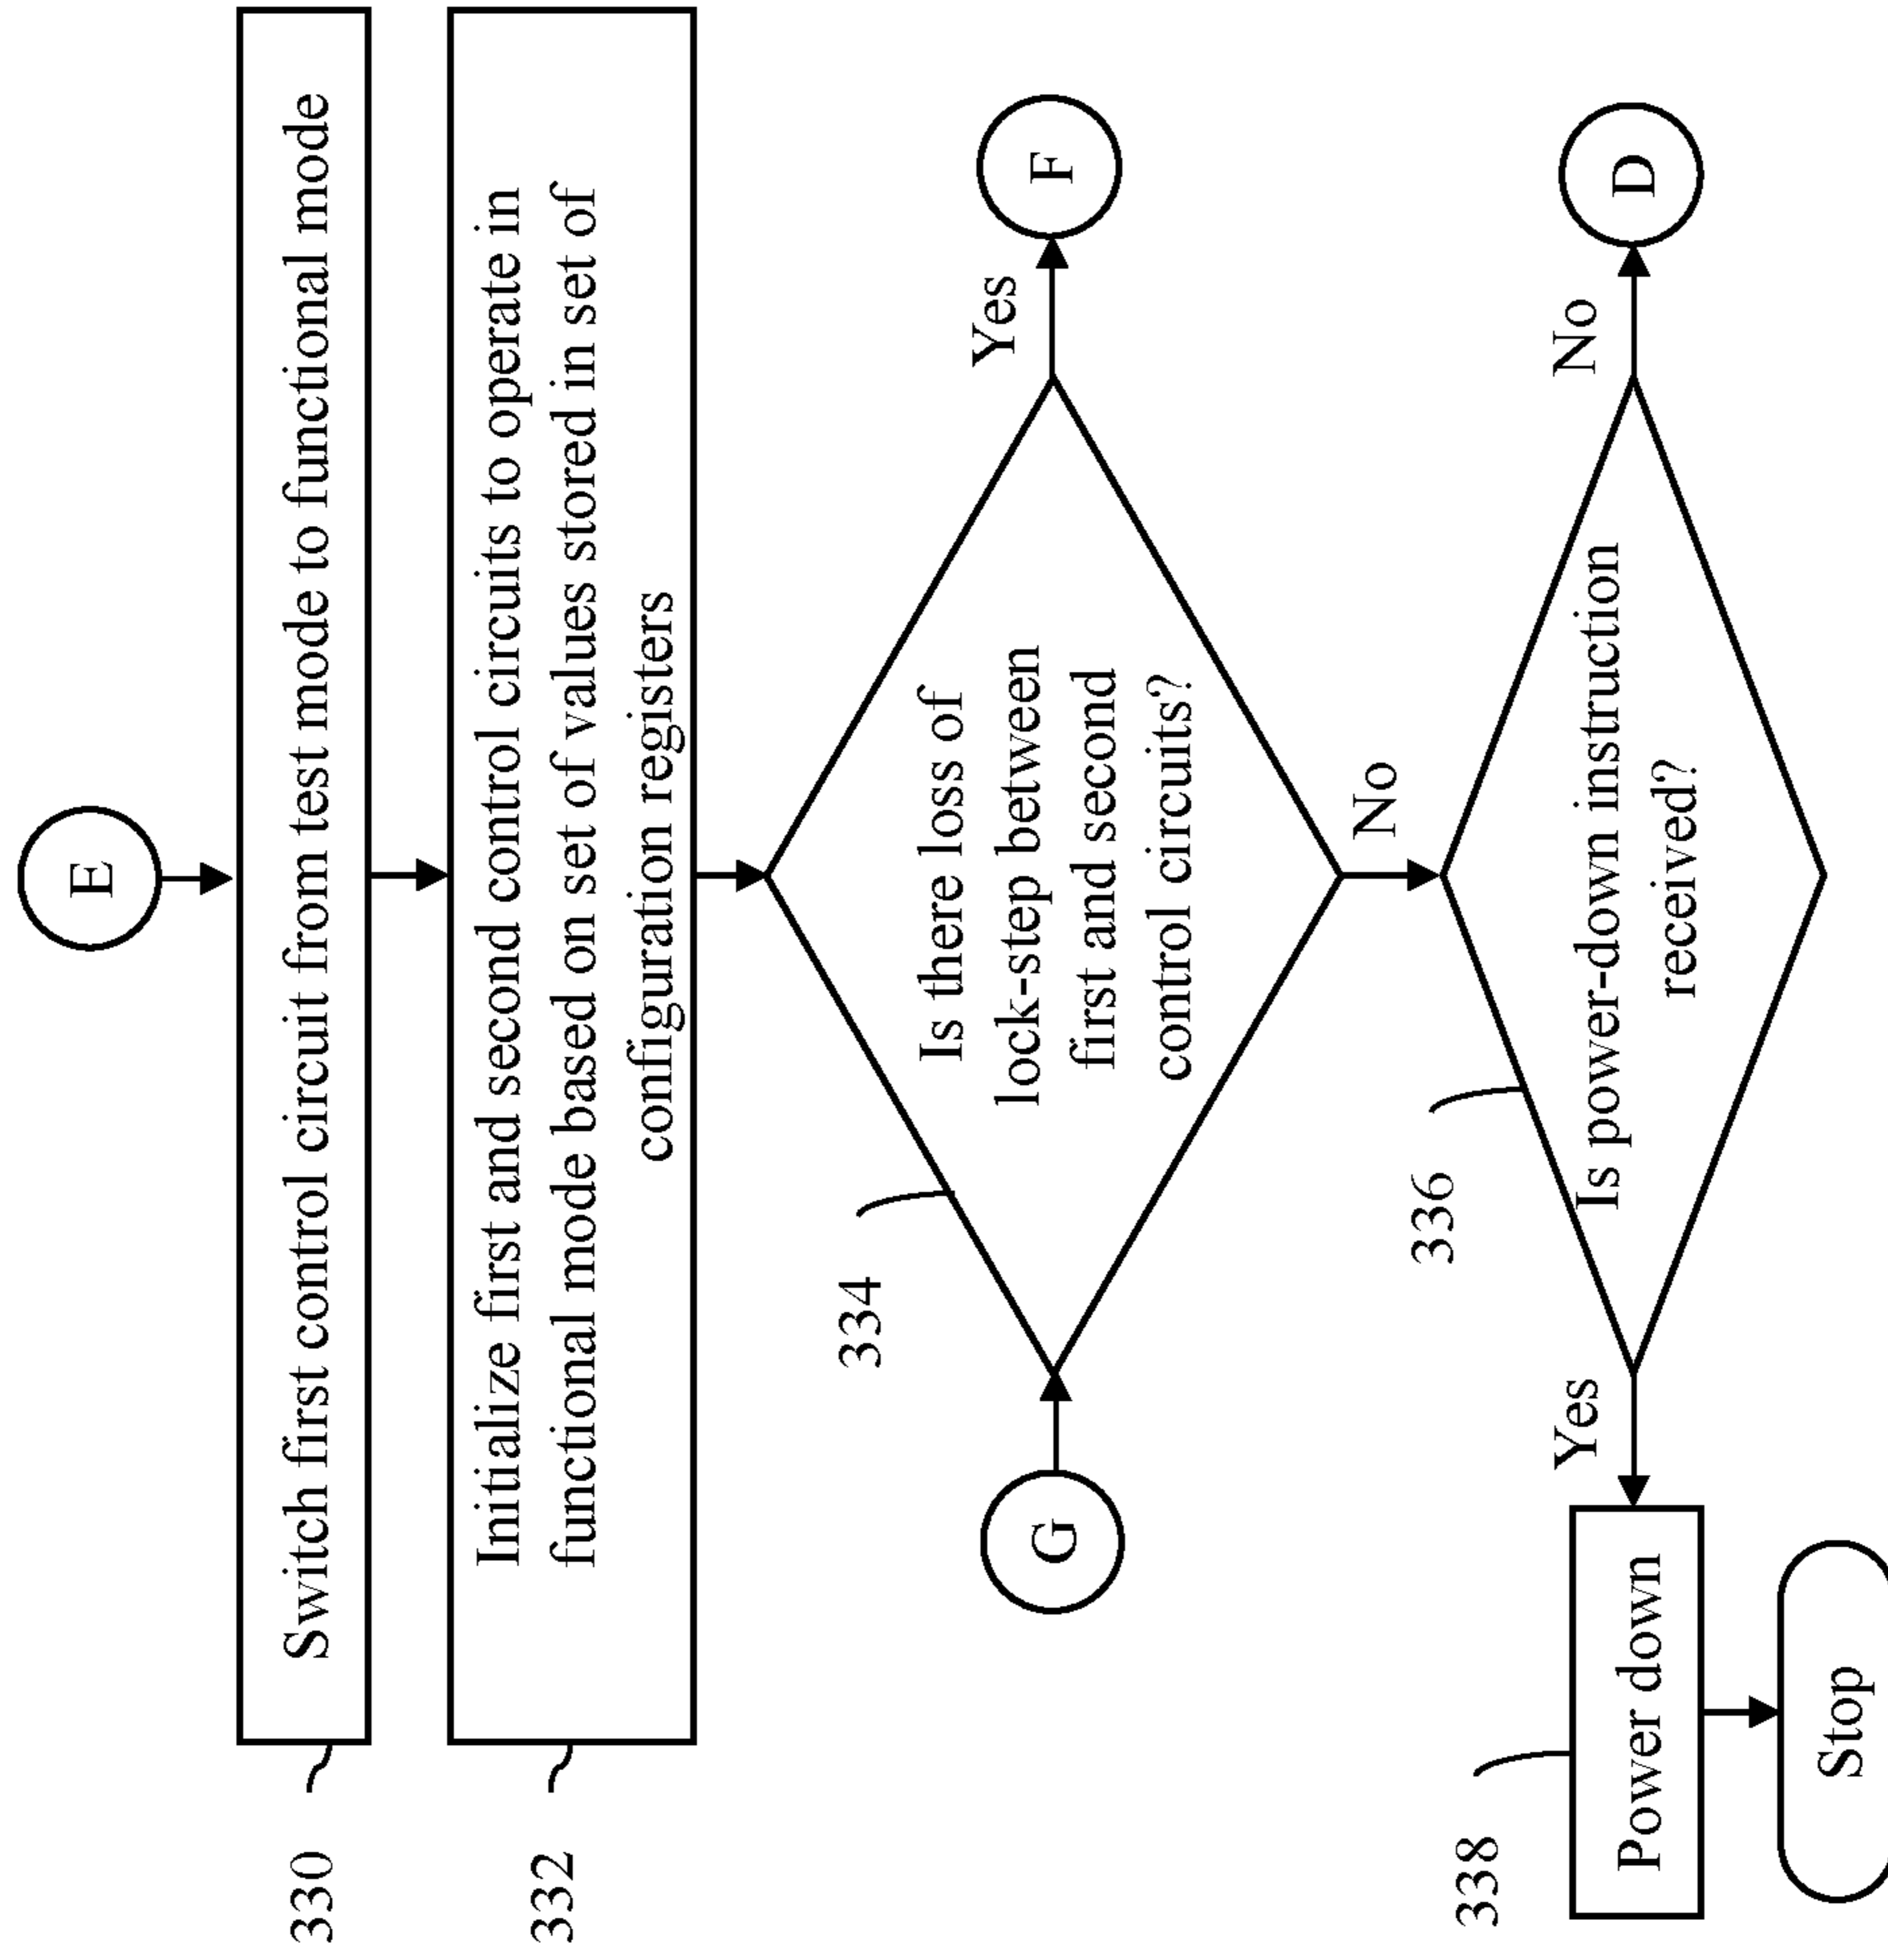 E
330
Switch first control circuit from test mode to functional mode
332
Initialize first and second control circuits to operate in
functional mode based on set of values stored in set of
configuration registers
334
G
Is there loss of
lock-step between
first and second
control circuits?
Yes
F
No
336
Is power-down instruction
received?
Yes
No
D
338
Power down
Stop